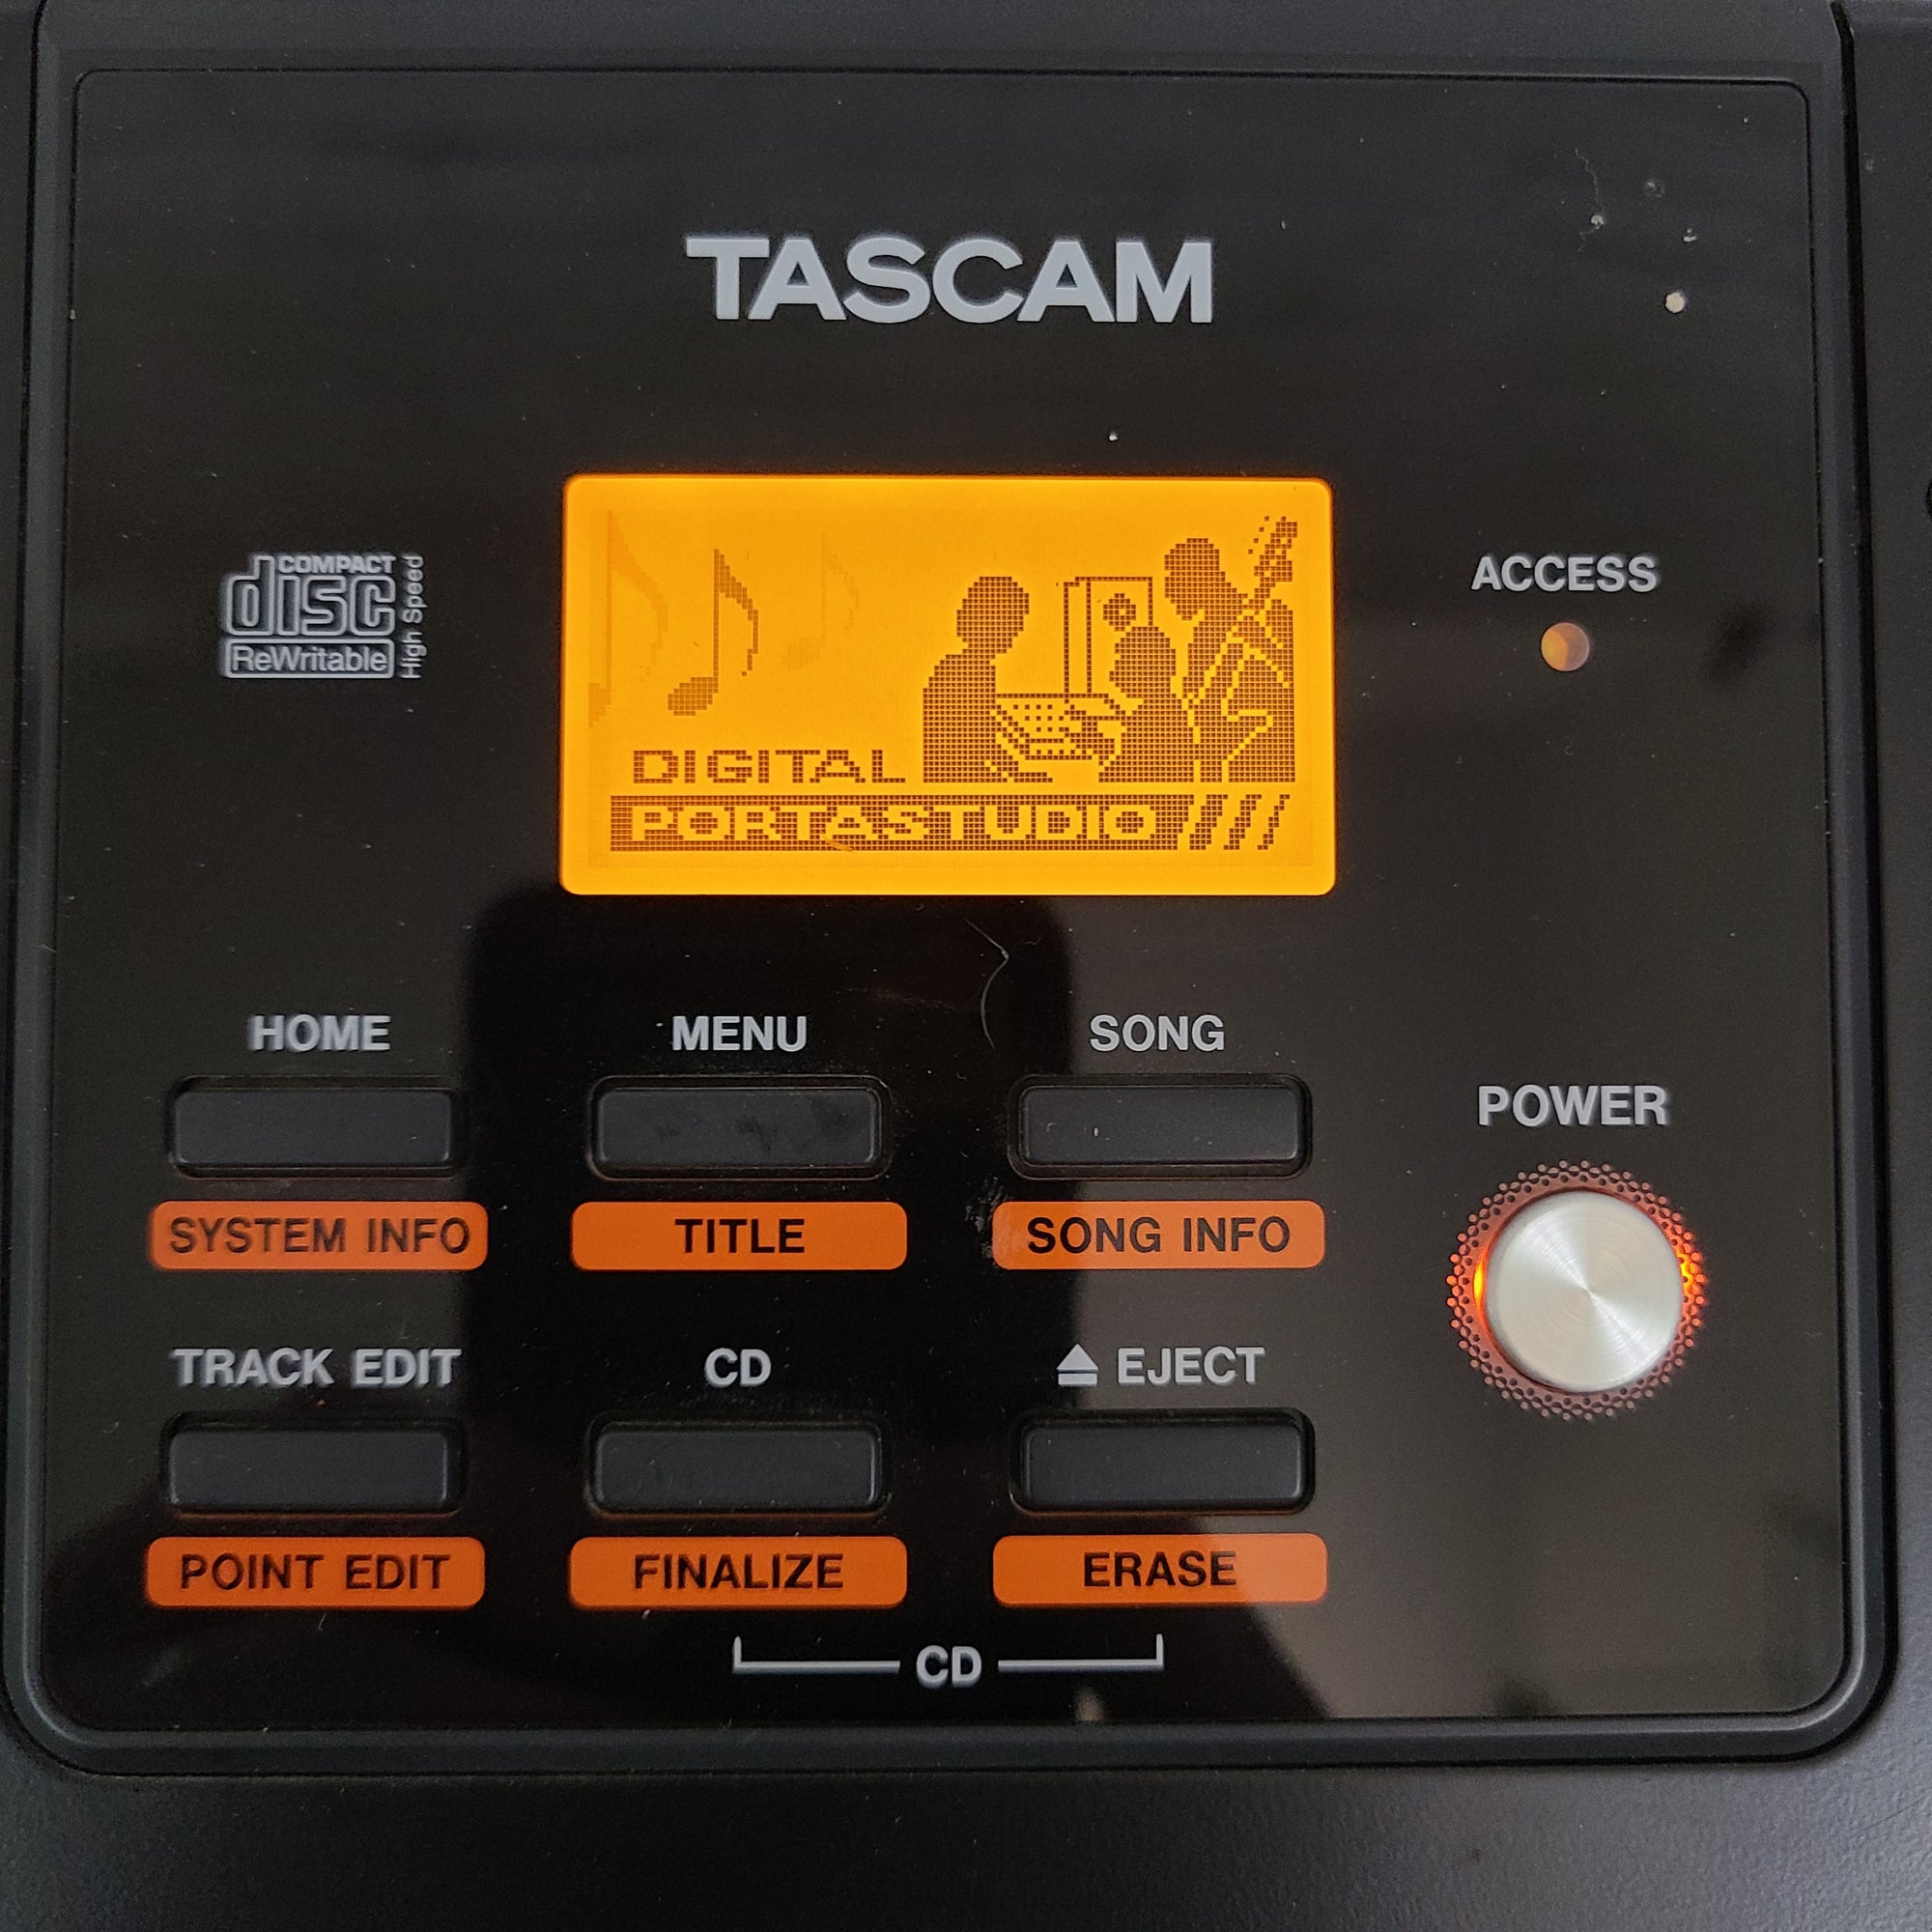 TASCAM
COMPACT
disc
ReWritable
High Speed
DIGITAL
PORTASTUDIO
ACCESS
HOME
MENU
SONG
POWER
SYSTEM INFO
TITLE
SONG INFO
TRACK EDIT
CD
EJECT
POINT EDIT
FINALIZE
ERASE
CD